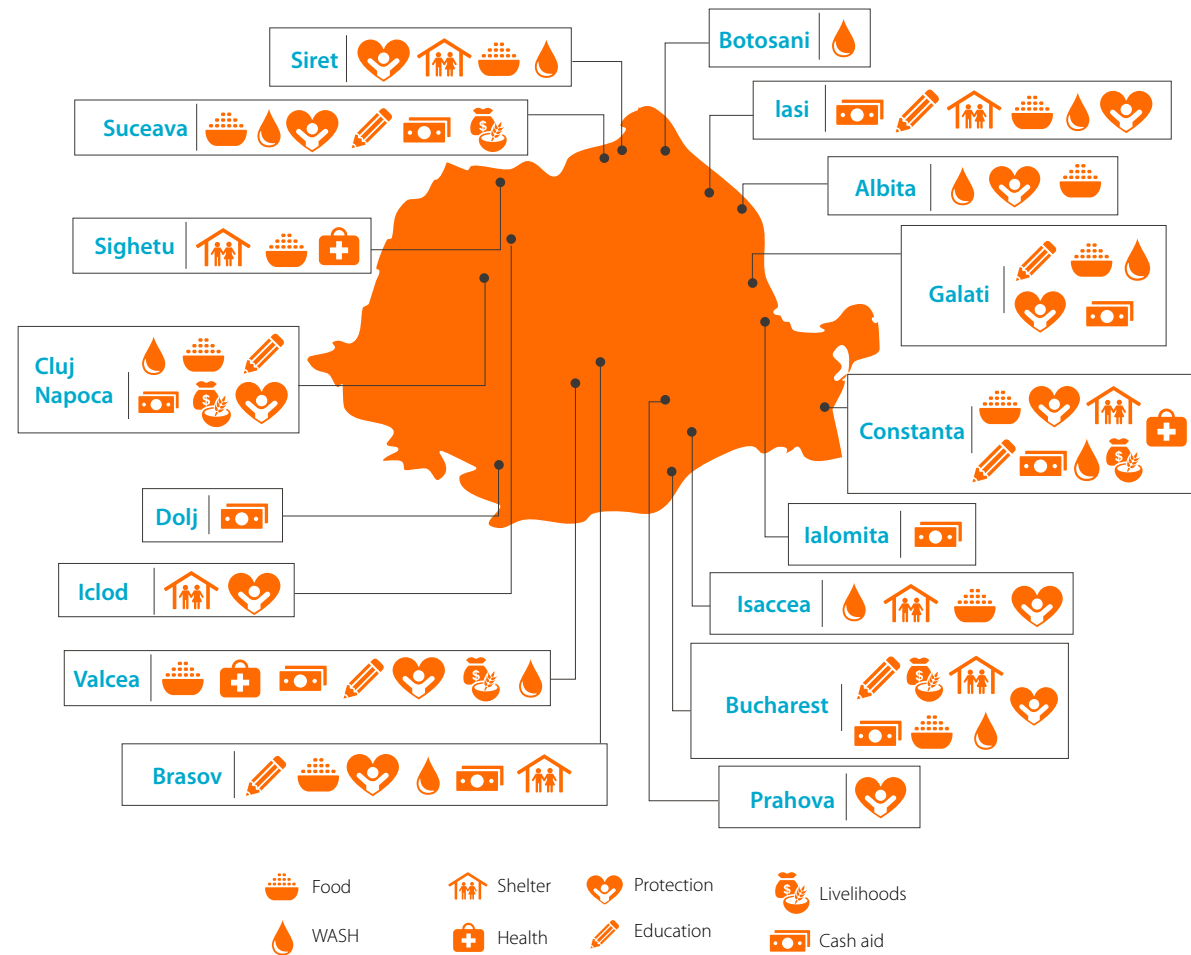 Siret
Botosani
Suceava
Iasi
Albita
Sighetu
Galati
Cluj
Napoca
Constanta
Dolj
Ialomita
Iclod
Isaccea
Valcea
Bucharest
Brasov
Prahova
Food
Shelter
Protection
Livelihoods
WASH
Health
Education
Cash aid